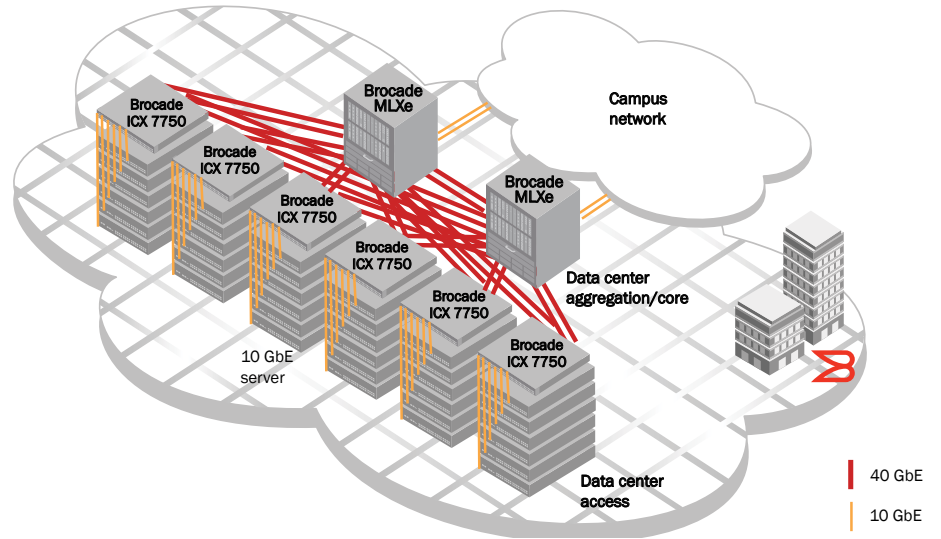 Brocade
MLXe
Campus
network
Brocade
ICX 7750
Brocade
ICX 7750
Brocade
MLXe
Brocade
ICX 7750
Brocade
ICX 7750
Data center
aggregation/core
Brocade
ICX 7750
Brocade
ICX 7750
10 GbE
server
Data center
access
40 GbE
10 GbE